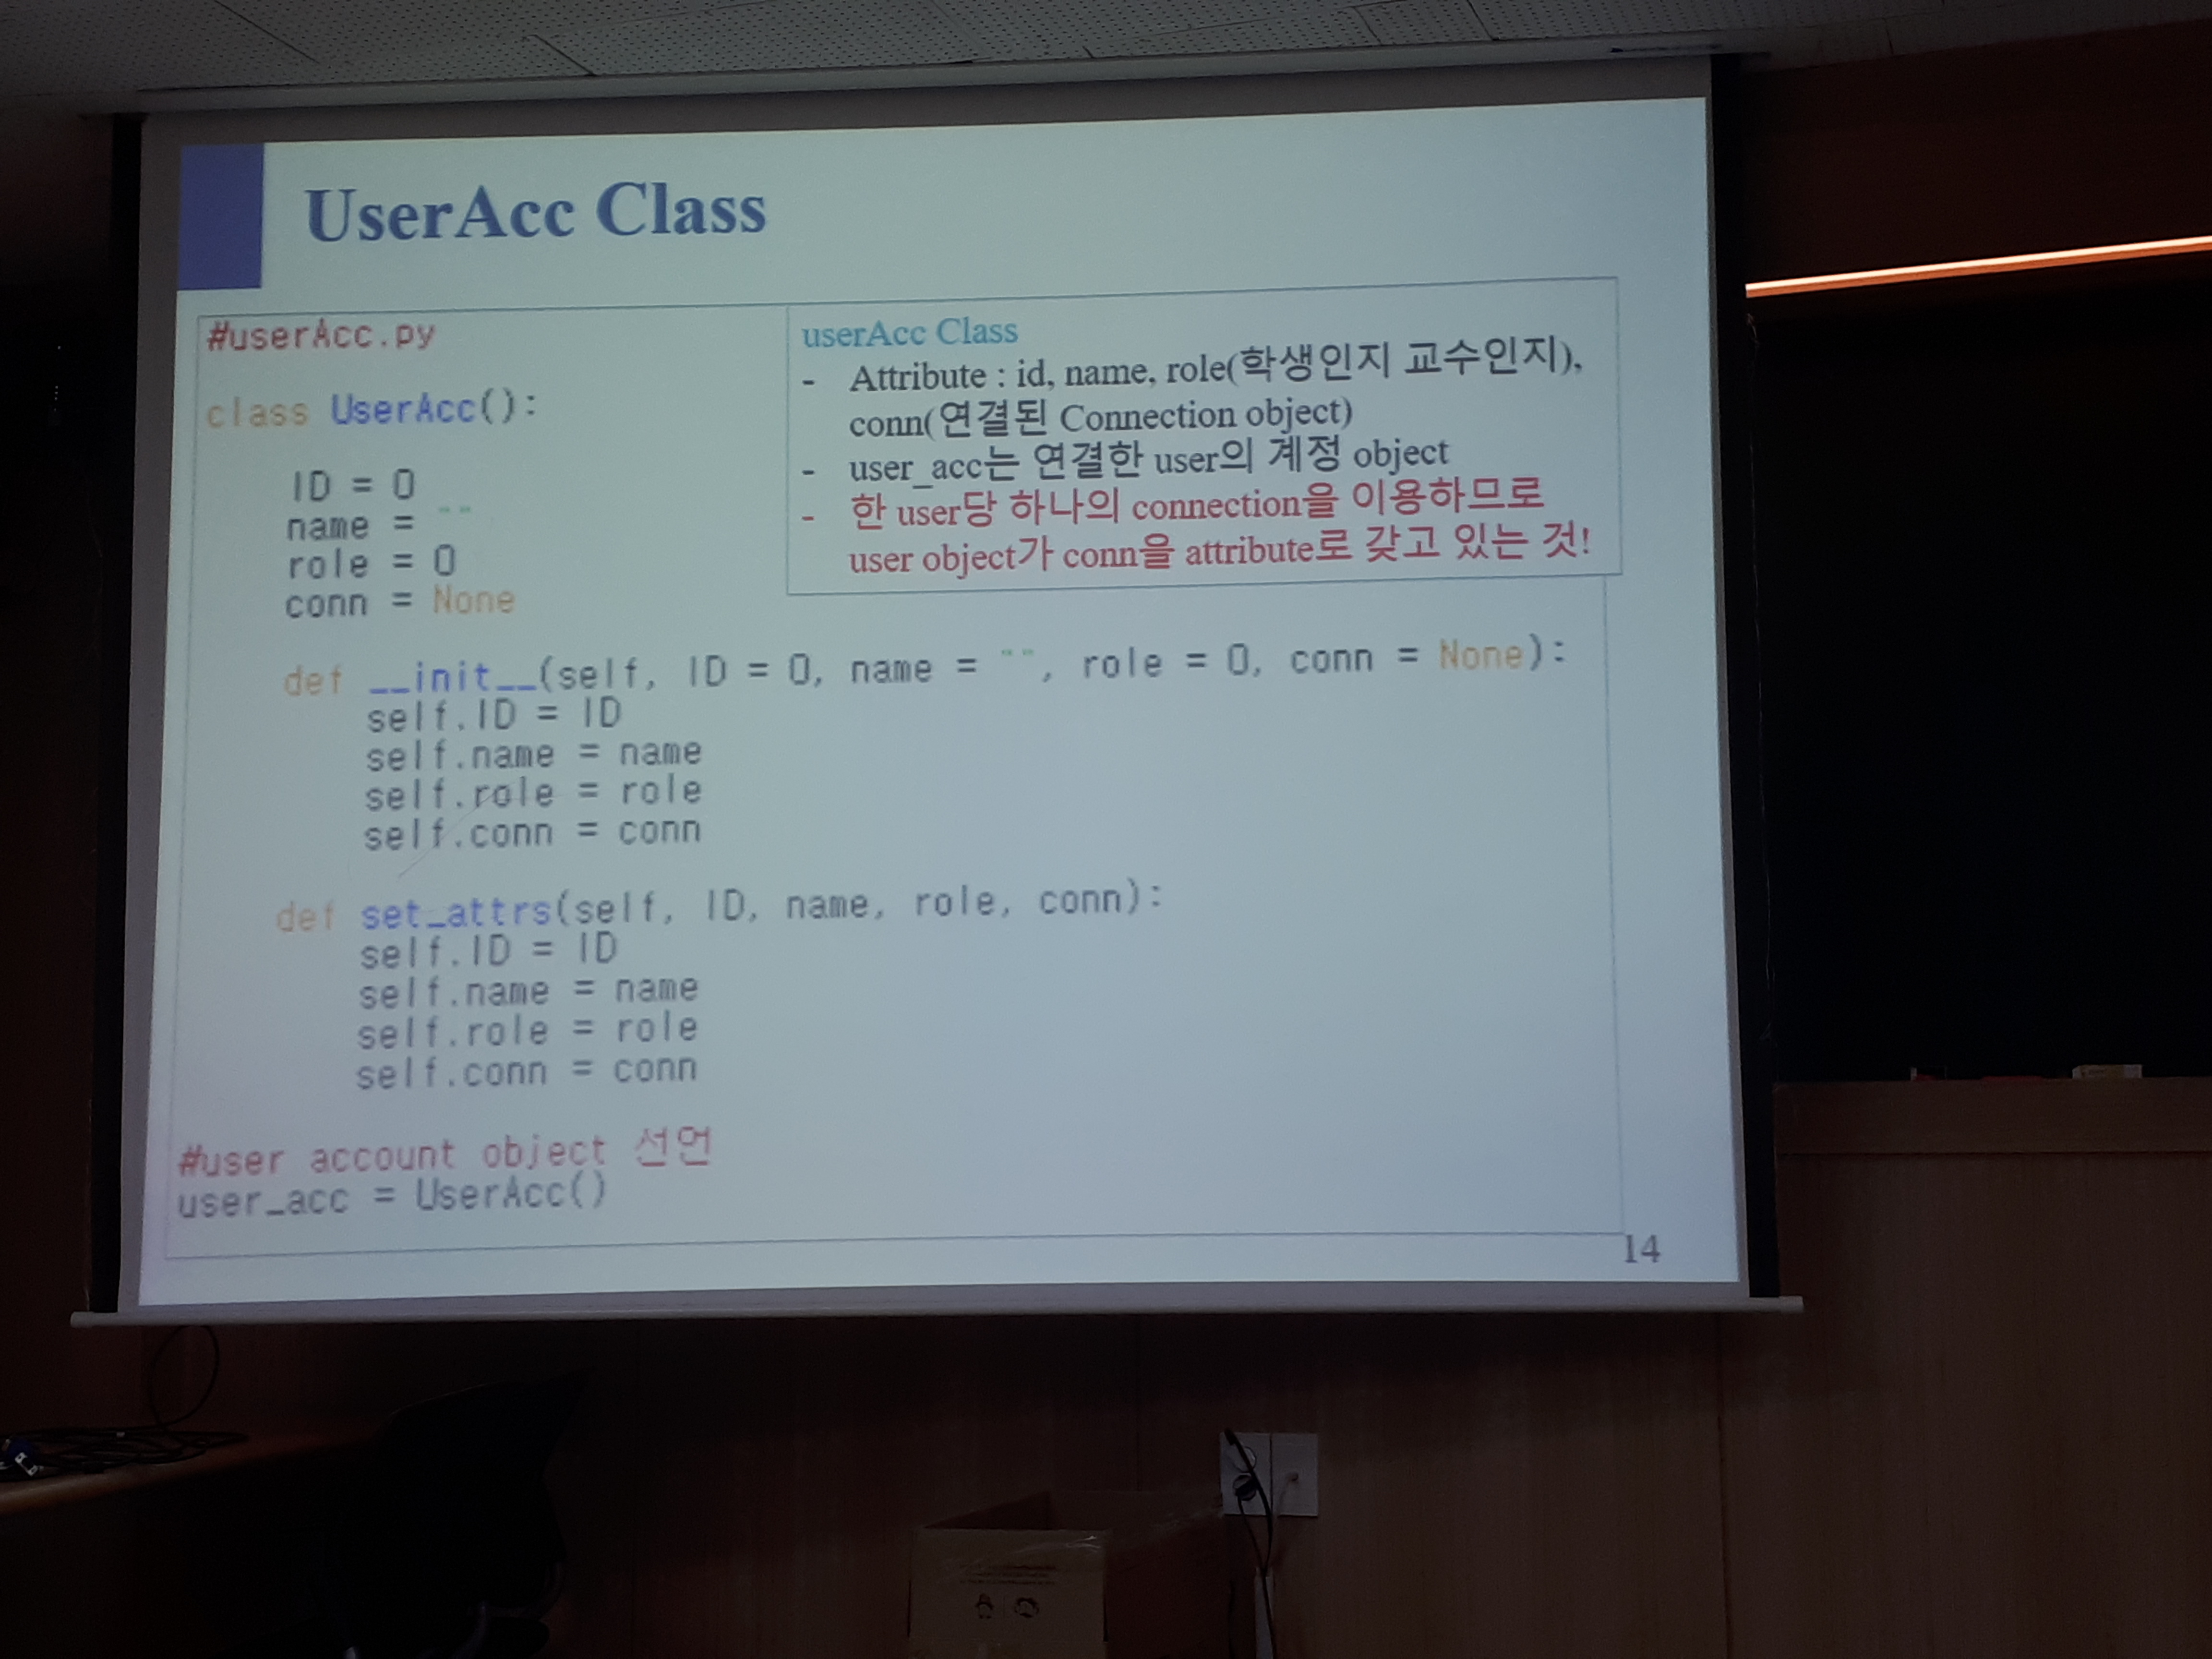 UserAcc Class
#userAcc.py
class UserAcc():
ID = 0
name = ""
role = 0
conn = None
def __init__(self, ID = 0, name = "", role = 0, conn = None):
self.ID = ID
self.name = name
self.role = role
self.conn = conn
def set_attrs(self, ID, name, role, conn):
self.ID = ID
self.name = name
self.role = role
self.conn = conn
#user account object 선언
user_acc = UserAcc()
userAcc Class
- Attribute : id, name, role(학생인지 교수인지),
conn(연결된 Connection object)
- user_acc는 연결한 user의 계정 object
- 한 user당 하나의 connection을 이용하므로
user object가 conn을 attribute로 갖고 있는 것!
14